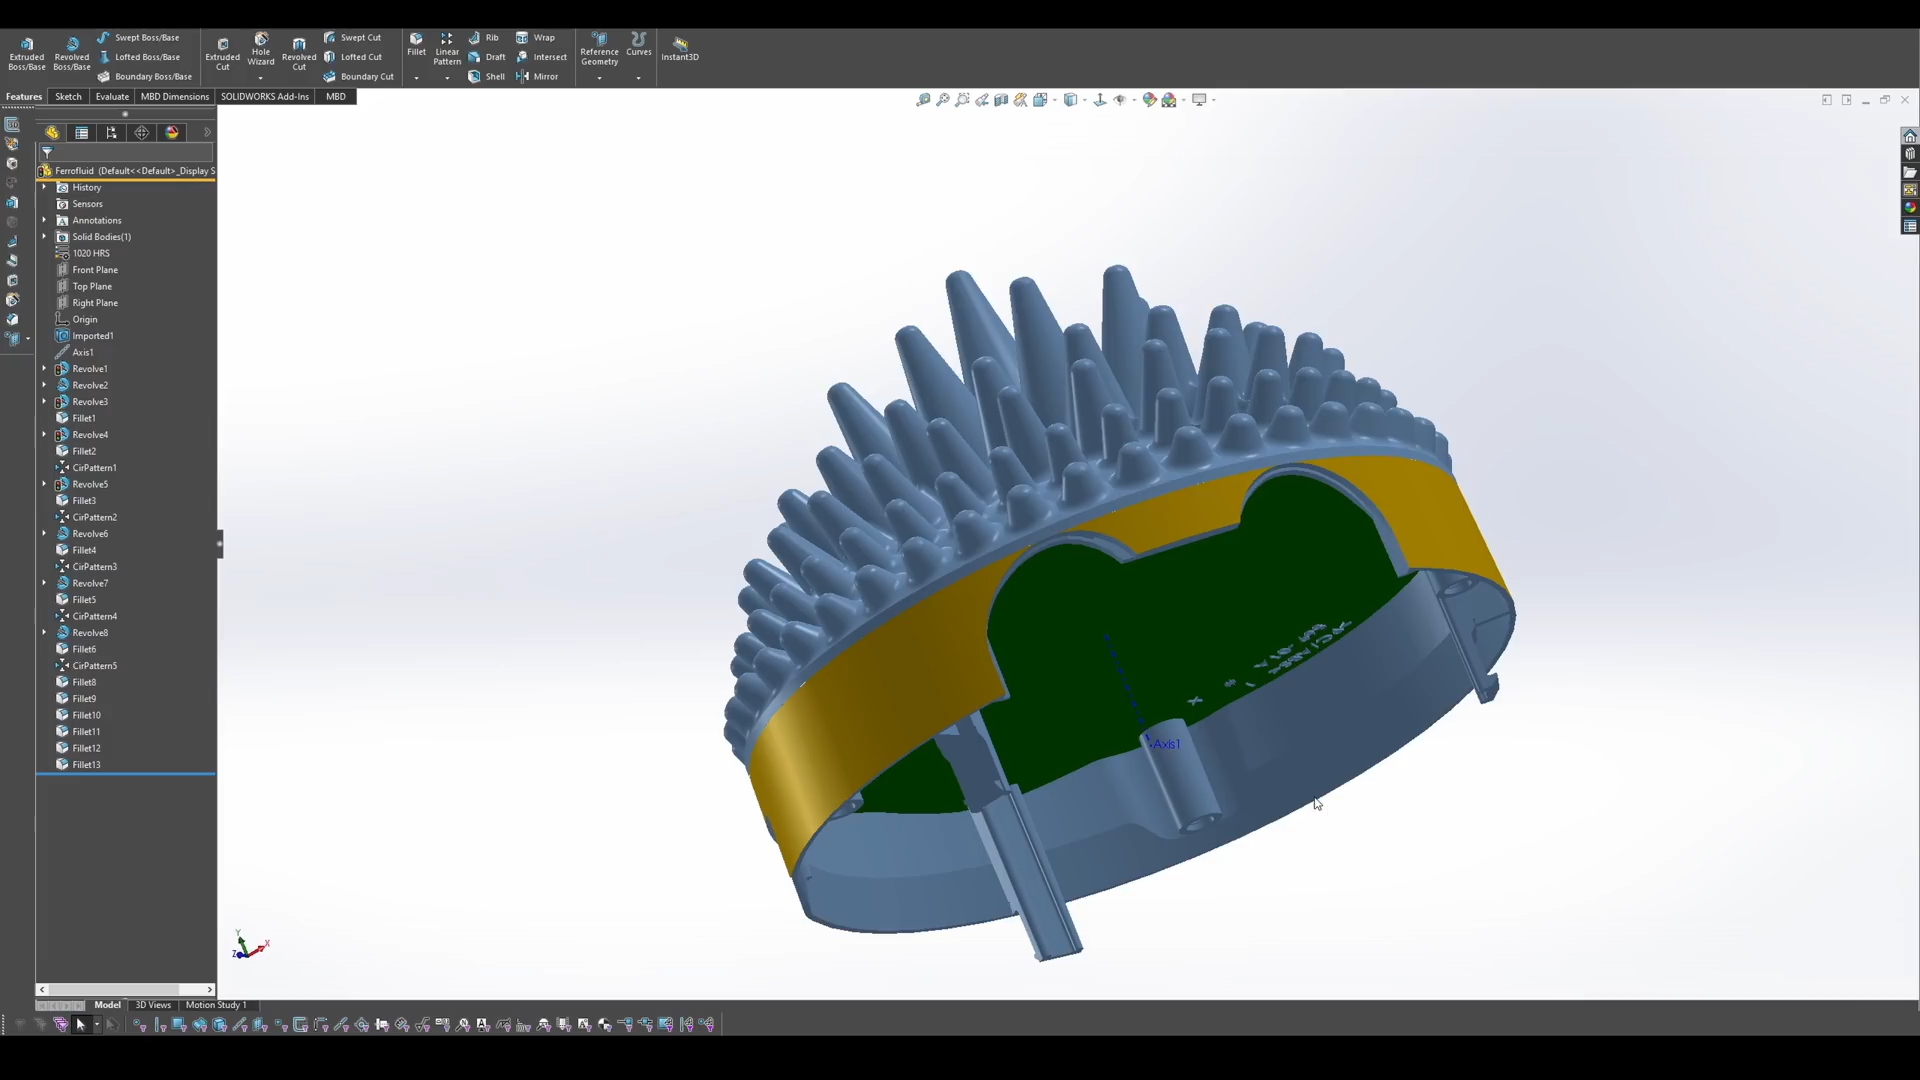 Extruded Boss/Base
Revolved Boss/Base
Swept Boss/Base
Lofted Boss/Base
Boundary Boss/Base
Extruded Cut
Hole Wizard
Revolved Cut
Swept Cut
Lofted Cut
Boundary Cut
Fillet
Linear Pattern
Rib
Draft
Shell
Wrap
Intersect
Mirror
Reference Geometry
Curves
Instant3D
Features
Sketch
Evaluate
MBD Dimensions
SOLIDWORKS Add-Ins
MBD
Ferrofluid (Default<<Default>_Display S
History
Sensors
Annotations
Solid Bodies(1)
1020 HRS
Front Plane
Top Plane
Right Plane
Origin
Imported1
Axis1
Revolve1
Revolve2
Revolve3
Fillet1
Revolve4
Fillet2
CirPattern1
Revolve5
Fillet3
CirPattern2
Revolve6
Fillet4
CirPattern3
Revolve7
Fillet5
CirPattern4
Revolve8
Fillet6
CirPattern5
Fillet8
Fillet9
Fillet10
Fillet11
Fillet12
Fillet13
Axis1
Y
X
Z
Model
3D Views
Motion Study 1